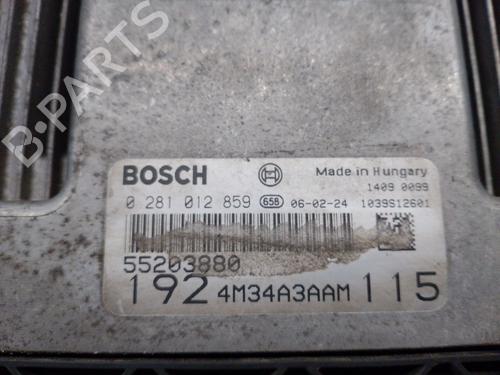 B-PARTS
BOSCH
Made in Hungary
1409 0099
0 281 012 859 658 06-02-24 1039S12601
55203880
192 4M34A3AAM 115